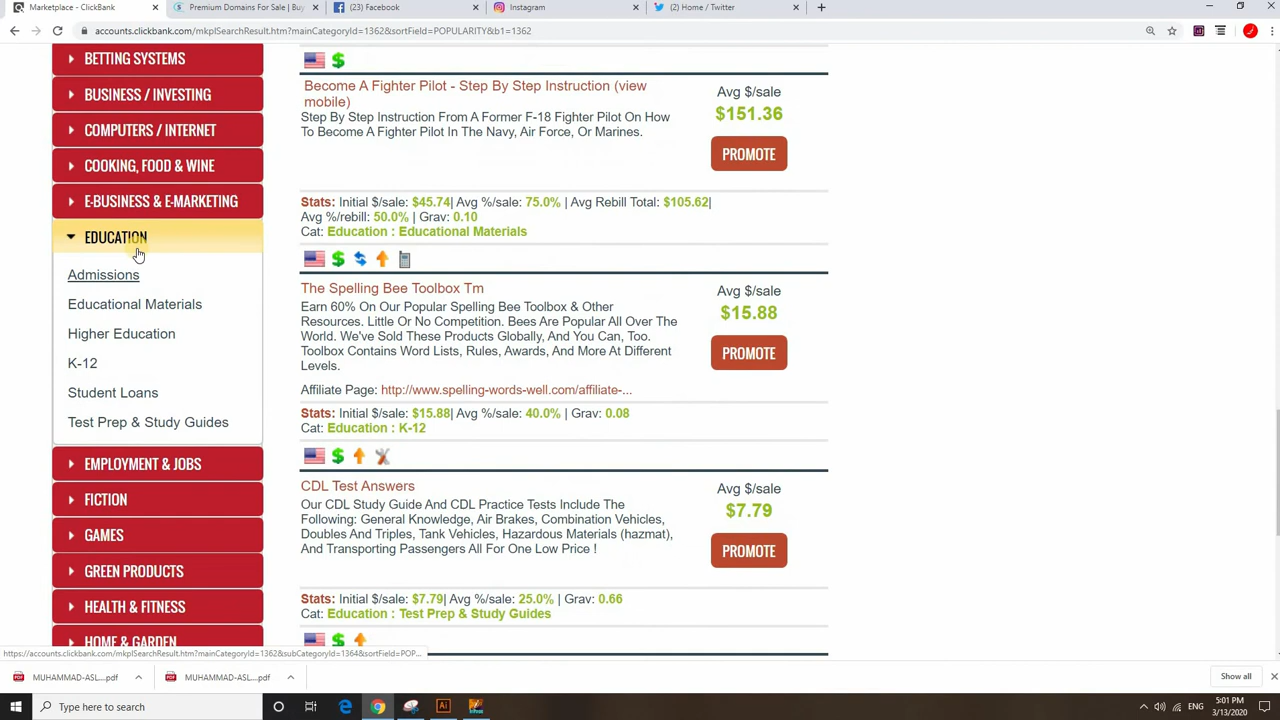 Marketplace - ClickBank
Premium Domains For Sale | Buy
(23) Facebook
Instagram
(2) Home / Twitter
accounts.clickbank.com/mkplSearchResult.htm?mainCategoryId=1362&sortField=POPULARITY&b1=1362
BETTING SYSTEMS
BUSINESS / INVESTING
COMPUTERS / INTERNET
COOKING, FOOD & WINE
E-BUSINESS & E-MARKETING
EDUCATION
Admissions
Educational Materials
Higher Education
K-12
Student Loans
Test Prep & Study Guides
EMPLOYMENT & JOBS
FICTION
GAMES
GREEN PRODUCTS
HEALTH & FITNESS
HOME & GARDEN
Become A Fighter Pilot - Step By Step Instruction (view
mobile)
Step By Step Instruction From A Former F-18 Fighter Pilot On How
To Become A Fighter Pilot In The Navy, Air Force, Or Marines.
Avg $/sale
$151.36
PROMOTE
Stats: Initial $/sale: $45.74| Avg %/sale: 75.0% | Avg Rebill Total: $105.62|
Avg %/rebill: 50.0% | Grav: 0.10
Cat: Education : Educational Materials
The Spelling Bee Toolbox Tm
Earn 60% On Our Popular Spelling Bee Toolbox & Other
Resources. Little Or No Competition. Bees Are Popular All Over The
World. We've Sold These Products Globally, And You Can, Too.
Toolbox Contains Word Lists, Rules, Awards, And More At Different
Levels.
Affiliate Page: http://www.spelling-words-well.com/affiliate-...
Avg $/sale
$15.88
PROMOTE
Stats: Initial $/sale: $15.88| Avg %/sale: 40.0% | Grav: 0.08
Cat: Education : K-12
CDL Test Answers
Our CDL Study Guide And CDL Practice Tests Include The
Following: General Knowledge, Air Brakes, Combination Vehicles,
Doubles And Triples, Tank Vehicles, Hazardous Materials (hazmat),
And Transporting Passengers All For One Low Price !
Avg $/sale
$7.79
PROMOTE
Stats: Initial $/sale: $7.79| Avg %/sale: 25.0% | Grav: 0.66
Cat: Education : Test Prep & Study Guides
https://accounts.clickbank.com/mkplSearchResult.htm?mainCategoryId=1362&subCategoryId=1364&sortField=POP...
MUHAMMAD-ASL....pdf
MUHAMMAD-ASL....pdf
Show all
Type here to search
ENG
5:01 PM
3/13/2020